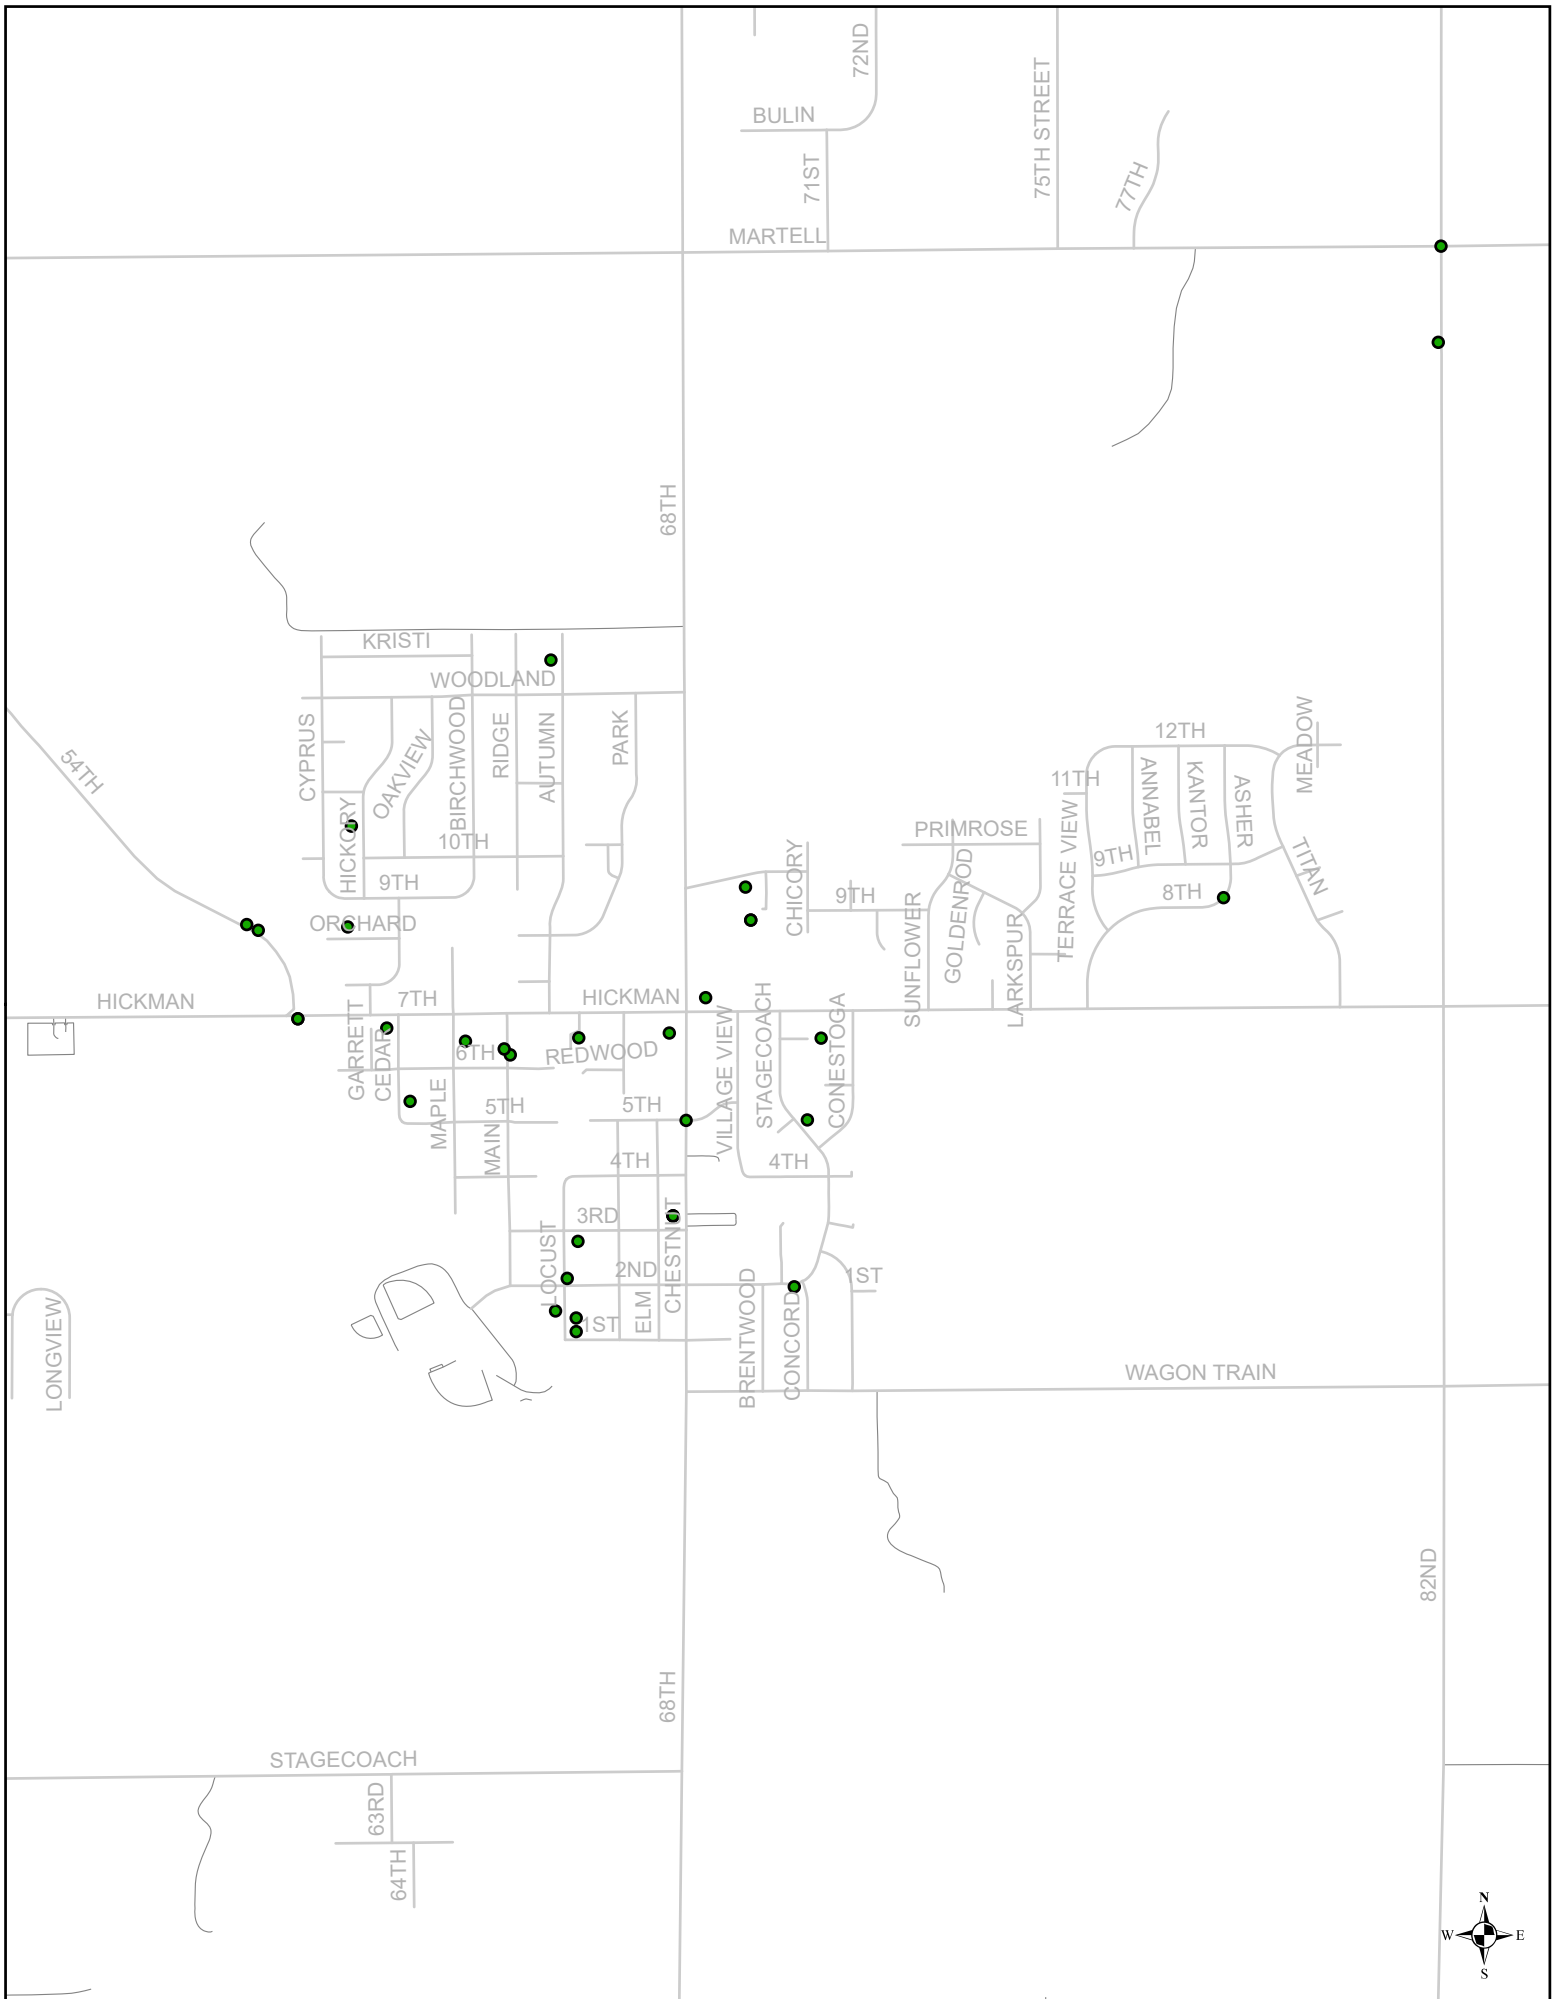 72ND
75TH STREET
BULIN
71ST
77TH
MARTELL
68TH
KRISTI
WOODLAND
54TH
CYPRUS
OAKVIEW
BIRCHWOOD
RIDGE
AUTUMN
PARK
12TH
MEADOW
11TH
ANNABEL
KANTOR
ASHER
HICKORY
10TH
PRIMROSE
TERRACE VIEW
9TH
TITAN
9TH
CHICORY
9TH
GOLDENROD
8TH
ORCHARD
SUNFLOWER
LARKSPUR
HICKMAN
7TH
HICKMAN
GARRETT
CEDAR
6TH
REDWOOD
VILLAGE VIEW
STAGECOACH
CONESTOGA
MAPLE
5TH
5TH
MAIN
4TH
4TH
3RD
LOCUST
CHESTNUT
2ND
1ST
ELM
1ST
BRENTWOOD
CONCORD
LONGVIEW
WAGON TRAIN
82ND
68TH
STAGECOACH
63RD
64TH
N
W E
S